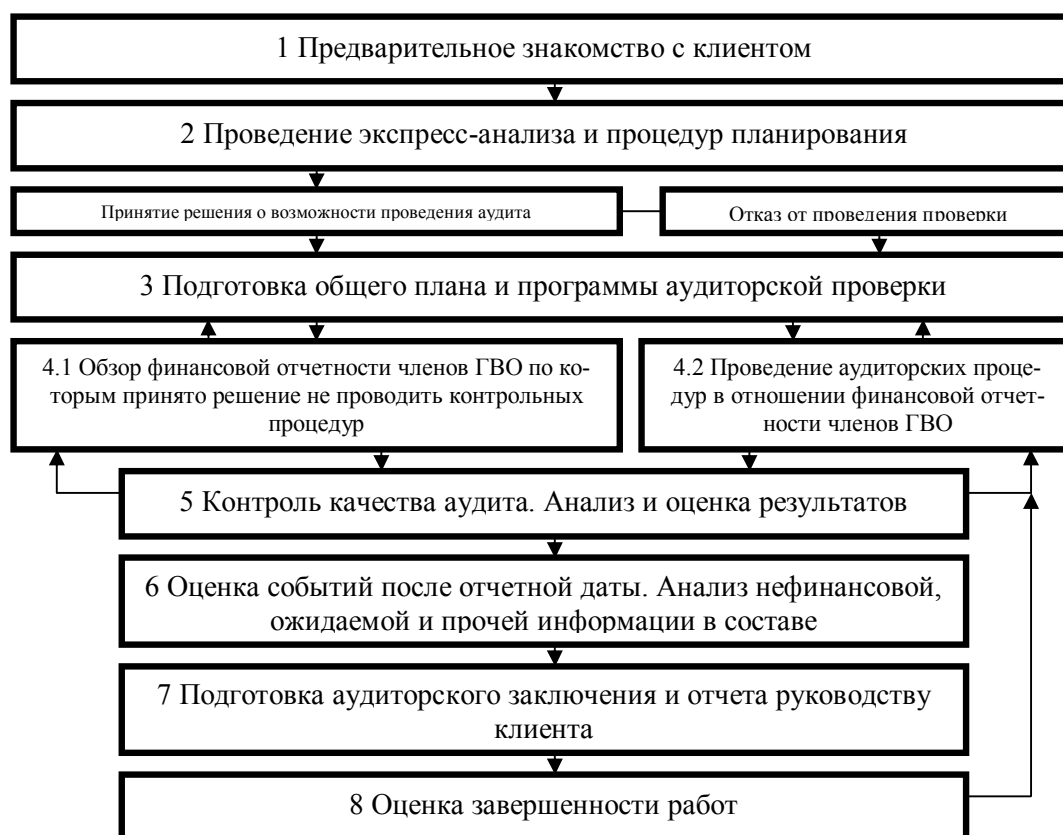 1 Предварительное знакомство с клиентом
2 Проведение экспресс-анализа и процедур планирования
Принятие решения о возможности проведения аудита
Отказ от проведения проверки
3 Подготовка общего плана и программы аудиторской проверки
4.1 Обзор финансовой отчетности членов ГВО по ко-
торым принято решение не проводить контрольных
процедур
4.2 Проведение аудиторских проце-
дур в отношении финансовой отчет-
ности членов ГВО
5 Контроль качества аудита. Анализ и оценка результатов
6 Оценка событий после отчетной даты. Анализ нефинансовой,
ожидаемой и прочей информации в составе
7 Подготовка аудиторского заключения и отчета руководству
клиента
8 Оценка завершенности работ